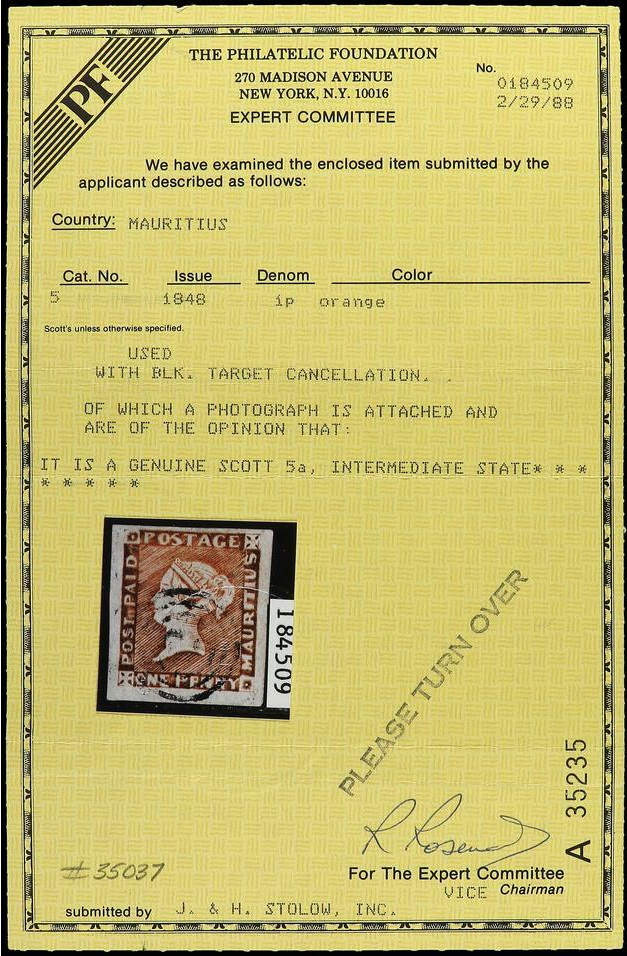 PF
THE PHILATELIC FOUNDATION
270 MADISON AVENUE
NEW YORK, N.Y. 10016
EXPERT COMMITTEE
No.
0184509
2/29/88
We have examined the enclosed item submitted by the
applicant described as follows:
Country: MAURITIUS
Cat. No. Issue Denom Color
5 1848 1p orange
Scott's unless otherwise specified.
USED
WITH BLK. TARGET CANCELLATION. .
OF WHICH A PHOTOGRAPH IS ATTACHED AND
ARE OF THE OPINION THAT:
IT IS A GENUINE SCOTT 5a, INTERMEDIATE STATE* * *
* * * * *
POSTAGE
POST PAID
MAURITIUS
ONE PENNY
184509
PLEASE TURN OVER
A 35235
For The Expert Committee
VICE Chairman
#35037
submitted by J. & H. STOLOW, INC.